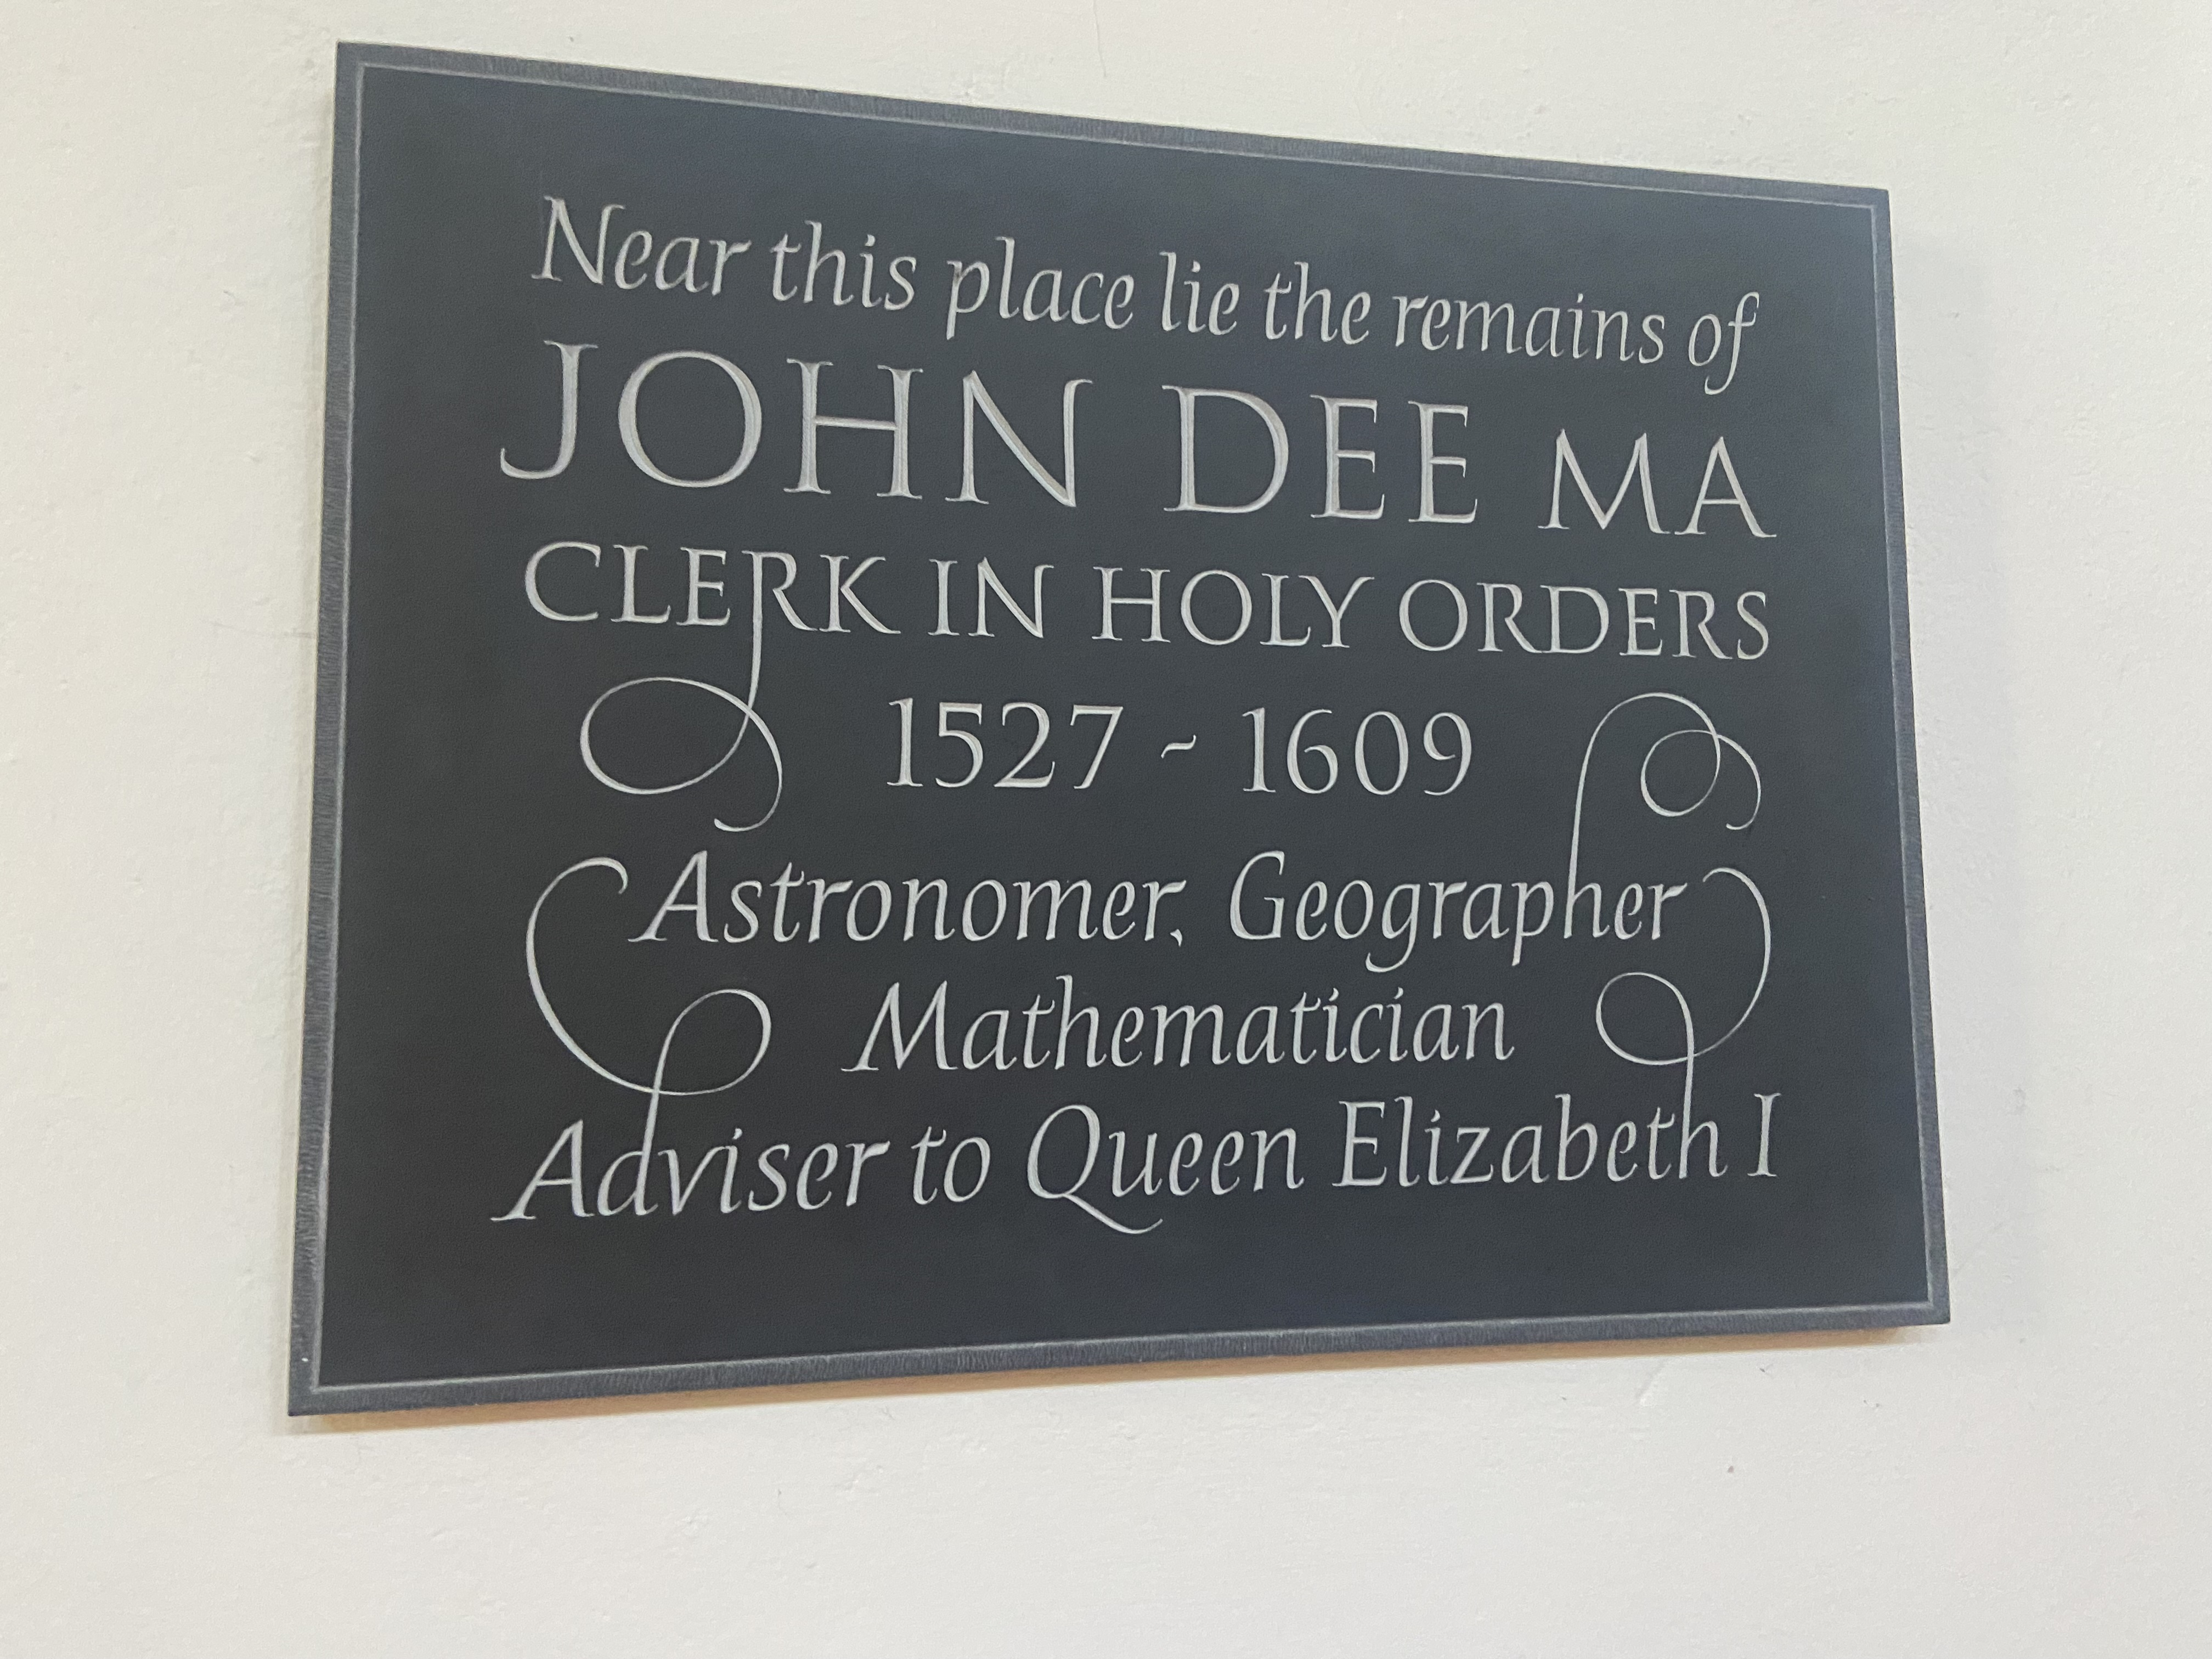 Near this place lie the remains of
JOHN DEE MA
CLERK IN HOLY ORDERS
1527 - 1609
Astronomer, Geographer
Mathematician
Adviser to Queen Elizabeth I